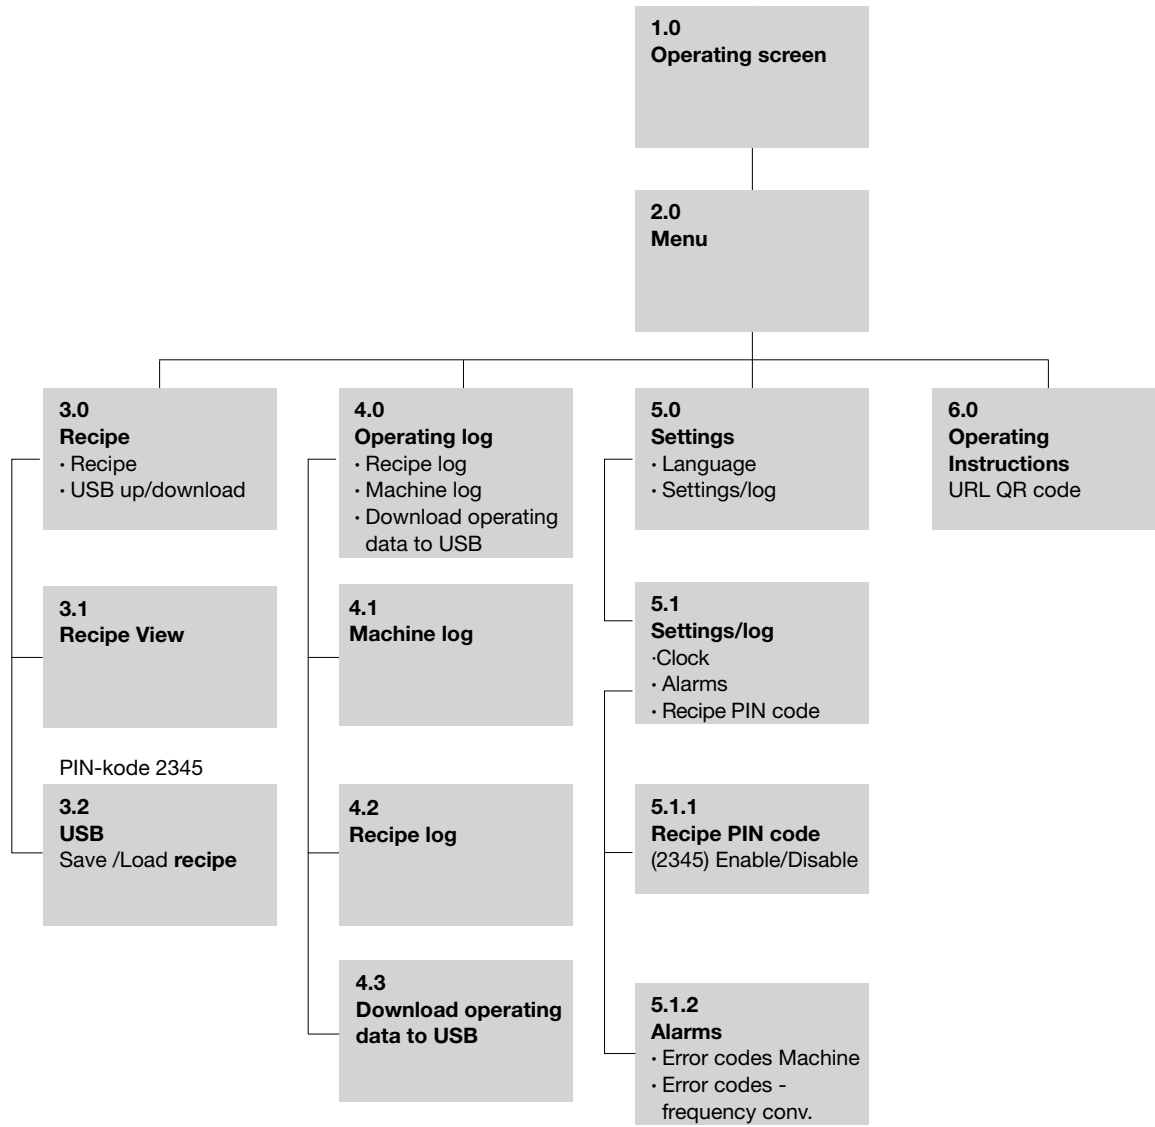 1.0
Operating screen
2.0
Menu
3.0
Recipe
· Recipe
· USB up/download
3.1
Recipe View
PIN-kode 2345
3.2
USB
Save /Load recipe
4.0
Operating log
· Recipe log
· Machine log
· Download operating
data to USB
4.1
Machine log
4.2
Recipe log
4.3
Download operating
data to USB
5.0
Settings
· Language
· Settings/log
5.1
Settings/log
·Clock
· Alarms
· Recipe PIN code
5.1.1
Recipe PIN code
(2345) Enable/Disable
5.1.2
Alarms
· Error codes Machine
· Error codes -
frequency conv.
6.0
Operating
Instructions
URL QR code